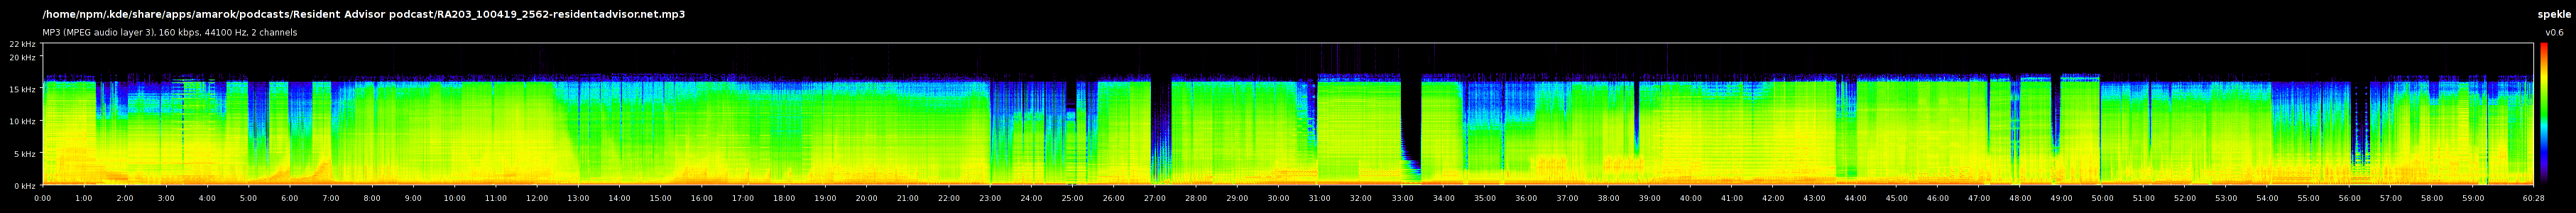 /home/npm/.kde/share/apps/amarok/podcasts/Resident Advisor podcast/RA203_100419_2562-residentadvisor.net.mp3
spekle
MP3 (MPEG audio layer 3), 160 kbps, 44100 Hz, 2 channels
v0.6
22 kHz
20 kHz
15 kHz
10 kHz
5 kHz
0 kHz
0:00 1:00 2:00 3:00 4:00 5:00 6:00 7:00 8:00 9:00 10:00 11:00 12:00 13:00 14:00 15:00 16:00 17:00 18:00 19:00 20:00 21:00 22:00 23:00 24:00 25:00 26:00 27:00 28:00 29:00 30:00 31:00 32:00 33:00 34:00 35:00 36:00 37:00 38:00 39:00 40:00 41:00 42:00 43:00 44:00 45:00 46:00 47:00 48:00 49:00 50:00 51:00 52:00 53:00 54:00 55:00 56:00 57:00 58:00 59:00 60:28